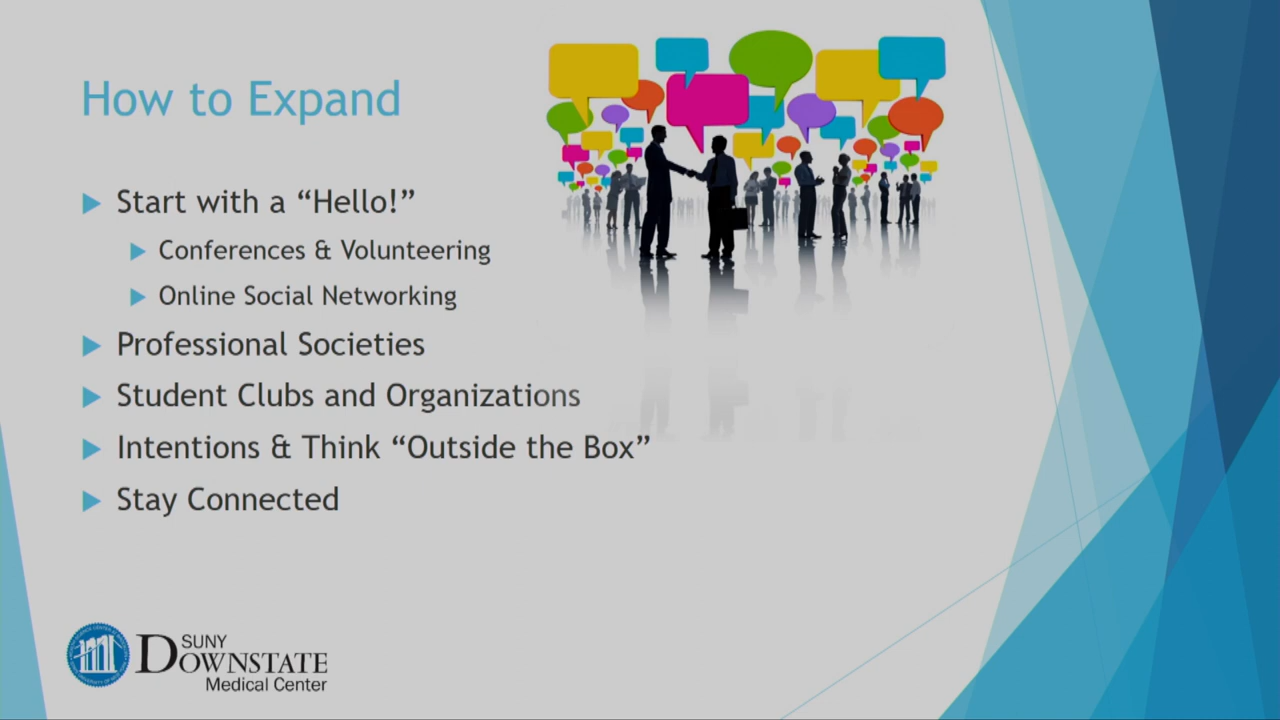 How to Expand
Start with a “Hello!”
Conferences & Volunteering
Online Social Networking
Professional Societies
Student Clubs and Organizations
Intentions & Think “Outside the Box”
Stay Connected
SUNY
DOWNSTATE
Medical Center